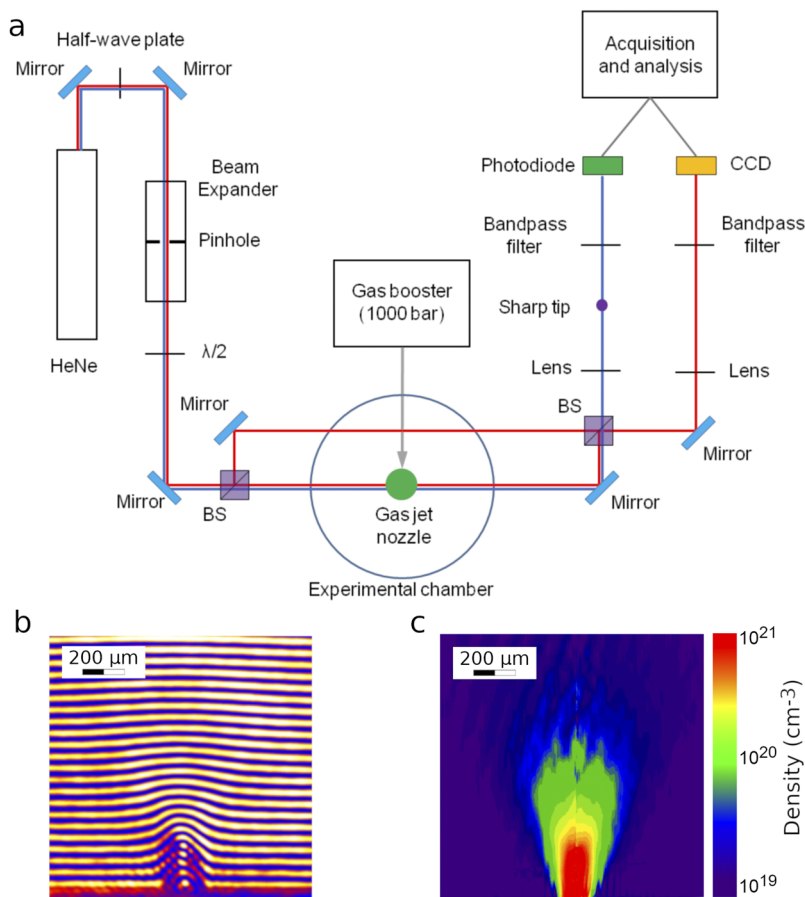 a
Half-wave plate
Mirror
Mirror
Acquisition
and analysis
Beam
Expander
Photodiode
CCD
Pinhole
Bandpass
filter
Bandpass
filter
Gas booster
(1000 bar)
Sharp tip
HeNe
λ/2
Lens
Lens
Mirror
BS
Mirror
Mirror
BS
Gas jet
nozzle
Mirror
Experimental chamber
b
200 μm
c
200 μm
10²¹
10²⁰
10¹⁹
Density (cm⁻³)